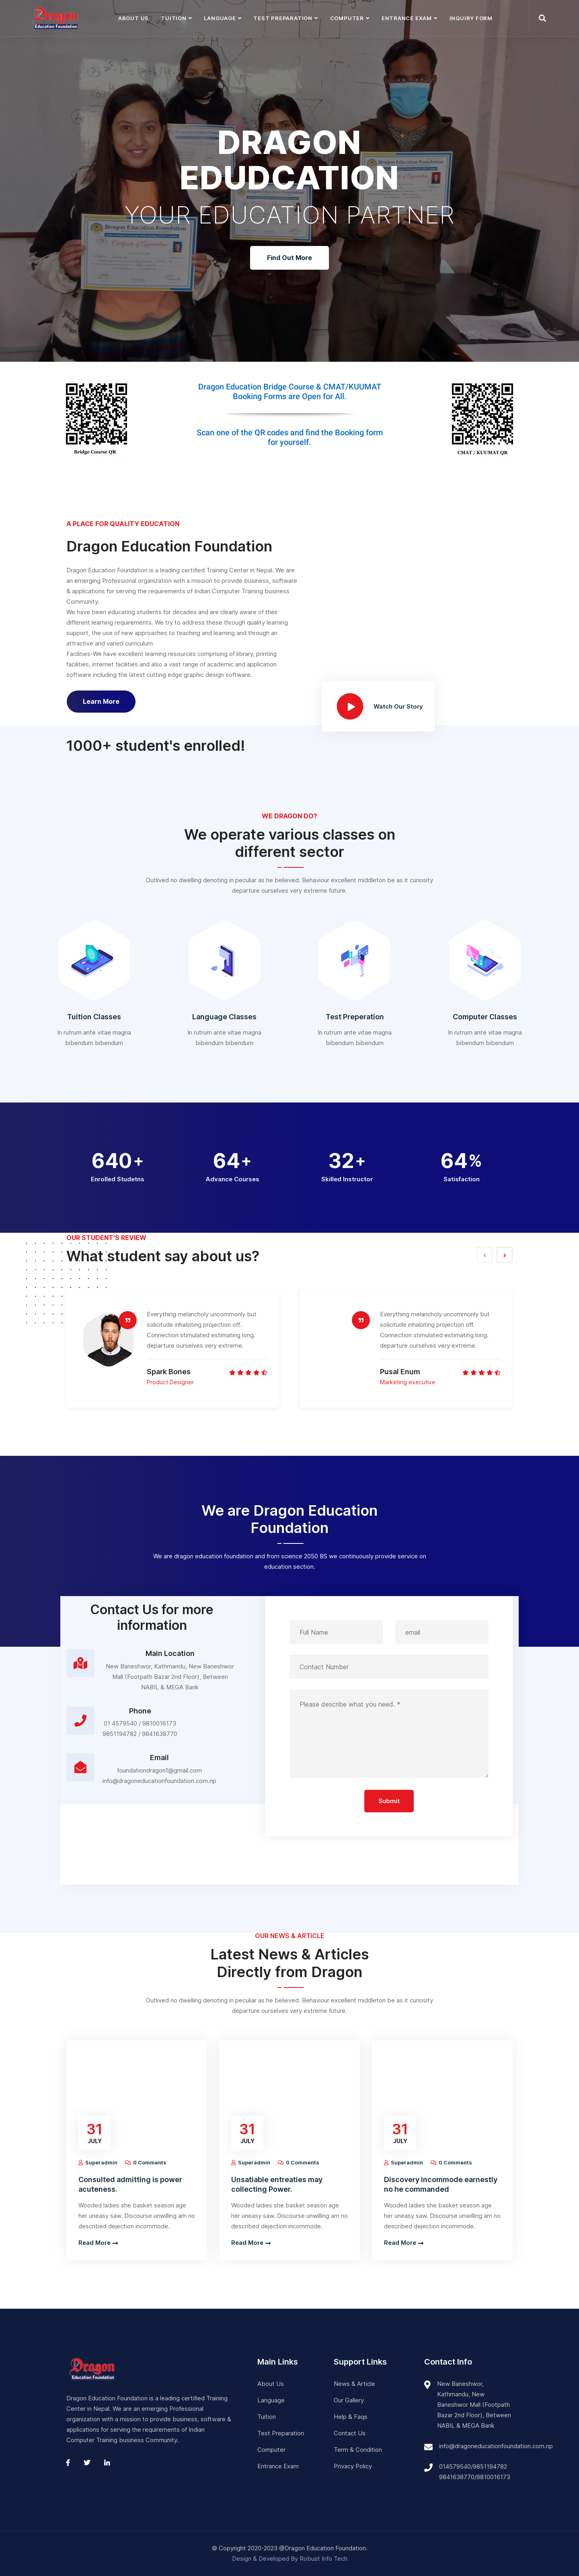 Dragon
Education Foundation
ABOUT US
TUITION
LANGUAGE
TEST PREPARATION
COMPUTER
ENTRANCE EXAM
INQUIRY FORM
DRAGON
EDUDCATION
YOUR EDUCATION PARTNER
Find Out More
Bridge Course QR
Dragon Education Bridge Course & CMAT/KUUMAT
Booking Forms are Open for All.
Scan one of the QR codes and find the Booking form
for yourself.
CMAT / KUUMAT QR
A PLACE FOR QUALITY EDUCATION
Dragon Education Foundation
Dragon Education Foundation is a leading certified Training Center in Nepal. We are
an emerging Professional organization with a mission to provide business, software
& applications for serving the requirements of Indian Computer Training business
Community.
We have been educating students for decades and are clearly aware of their
different learning requirements. We try to address these through quality learning
support, the use of new approaches to teaching and learning and through an
attractive and varied curriculum.
Facilities-We have excellent learning resources comprising of library, printing
facilities, internet facilities and also a vast range of academic and application
software including the latest cutting edge graphic design software.
Learn More
Watch Our Story
1000+ student's enrolled!
WE DRAGON DO?
We operate various classes on
different sector
Outlived no dwelling denoting in peculiar as he believed. Behaviour excellent middleton be as it curiosity
departure ourselves very extreme future.
Tuition Classes
In rutrum ante vitae magna
bibendum bibendum
Language Classes
In rutrum ante vitae magna
bibendum bibendum
Test Preperation
In rutrum ante vitae magna
bibendum bibendum
Computer Classes
In rutrum ante vitae magna
bibendum bibendum
640+
Enrolled Studetns
64+
Advance Courses
32+
Skilled Instructor
64%
Satisfaction
OUR STUDENT'S REVIEW
What student say about us?
Everything melancholy uncommonly but
solicitude inhabiting projection off.
Connection stimulated estimating long.
departure ourselves very extreme.
Spark Bones
Product Designer
Everything melancholy uncommonly but
solicitude inhabiting projection off.
Connection stimulated estimating long.
departure ourselves very extreme.
Pusal Enum
Marketing executive
We are Dragon Education
Foundation
We are dragon education foundation and from science 2050 BS we continuously provide service on
education section.
Contact Us for more
information
Main Location
New Baneshwor, Kathmandu, New Baneshwor
Mall (Footpath Bazar 2nd Floor), Between
NABIL & MEGA Bank
Phone
01 4579540 / 9810016173
9851194782 / 9841638770
Email
foundationdragon1@gmail.com
info@dragoneducationfoundation.com.np
Full Name
email
Contact Number
Please describe what you need. *
Submit
OUR NEWS & ARTICLE
Latest News & Articles
Directly from Dragon
Outlived no dwelling denoting in peculiar as he believed. Behaviour excellent middleton be as it curiosity
departure ourselves very extreme future.
31
JULY
Superadmin
0 Comments
Consulted admitting is power
acuteness.
Wooded ladies she basket season age
her uneasy saw. Discourse unwilling am no
described dejection incommode.
Read More
31
JULY
Superadmin
0 Comments
Unsatiable entreaties may
collecting Power.
Wooded ladies she basket season age
her uneasy saw. Discourse unwilling am no
described dejection incommode.
Read More
31
JULY
Superadmin
0 Comments
Discovery incommode earnestly
no he commanded
Wooded ladies she basket season age
her uneasy saw. Discourse unwilling am no
described dejection incommode.
Read More
Dragon
Education Foundation
Dragon Education Foundation is a leading certified Training
Center in Nepal. We are an emerging Professional
organization with a mission to provide business, software &
applications for serving the requirements of Indian
Computer Training business Community.
Main Links
About Us
Language
Tuition
Test Preparation
Computer
Entrance Exam
Support Links
News & Article
Our Gallery
Help & Faqs
Contact Us
Term & Condition
Privacy Policy
Contact Info
New Baneshwor,
Kathmandu, New
Baneshwor Mall (Footpath
Bazar 2nd Floor), Between
NABIL & MEGA Bank
info@dragoneducationfoundation.com.np
014579540/9851194782
9841638770/9810016173
© Copyright 2020-2023 @Dragon Education Foundation.
Design & Developed By Robust Info Tech